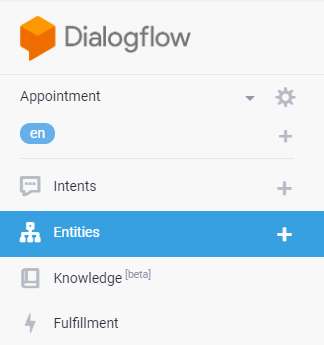 Dialogflow
Appointment
en
Intents
Entities
Knowledge [beta]
Fulfillment